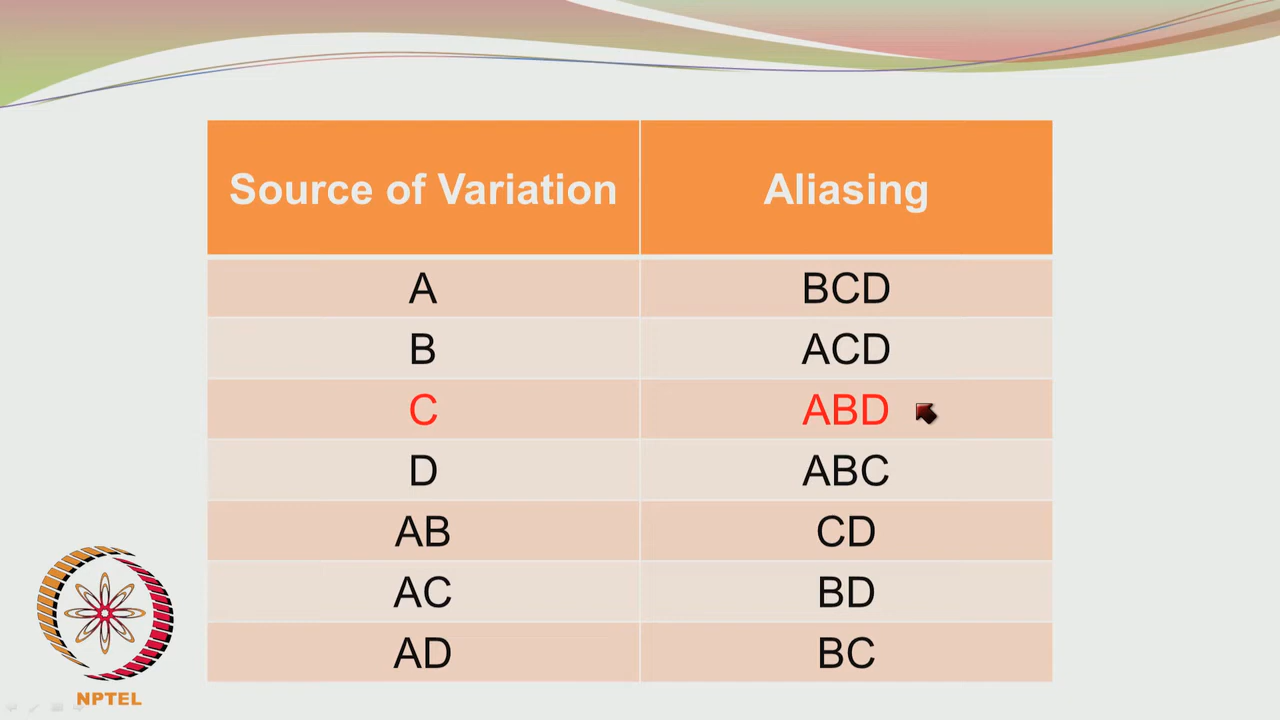 Source of Variation Aliasing
A BCD
B ACD
C ABD
D ABC
AB CD
AC BD
AD BC
NPTEL